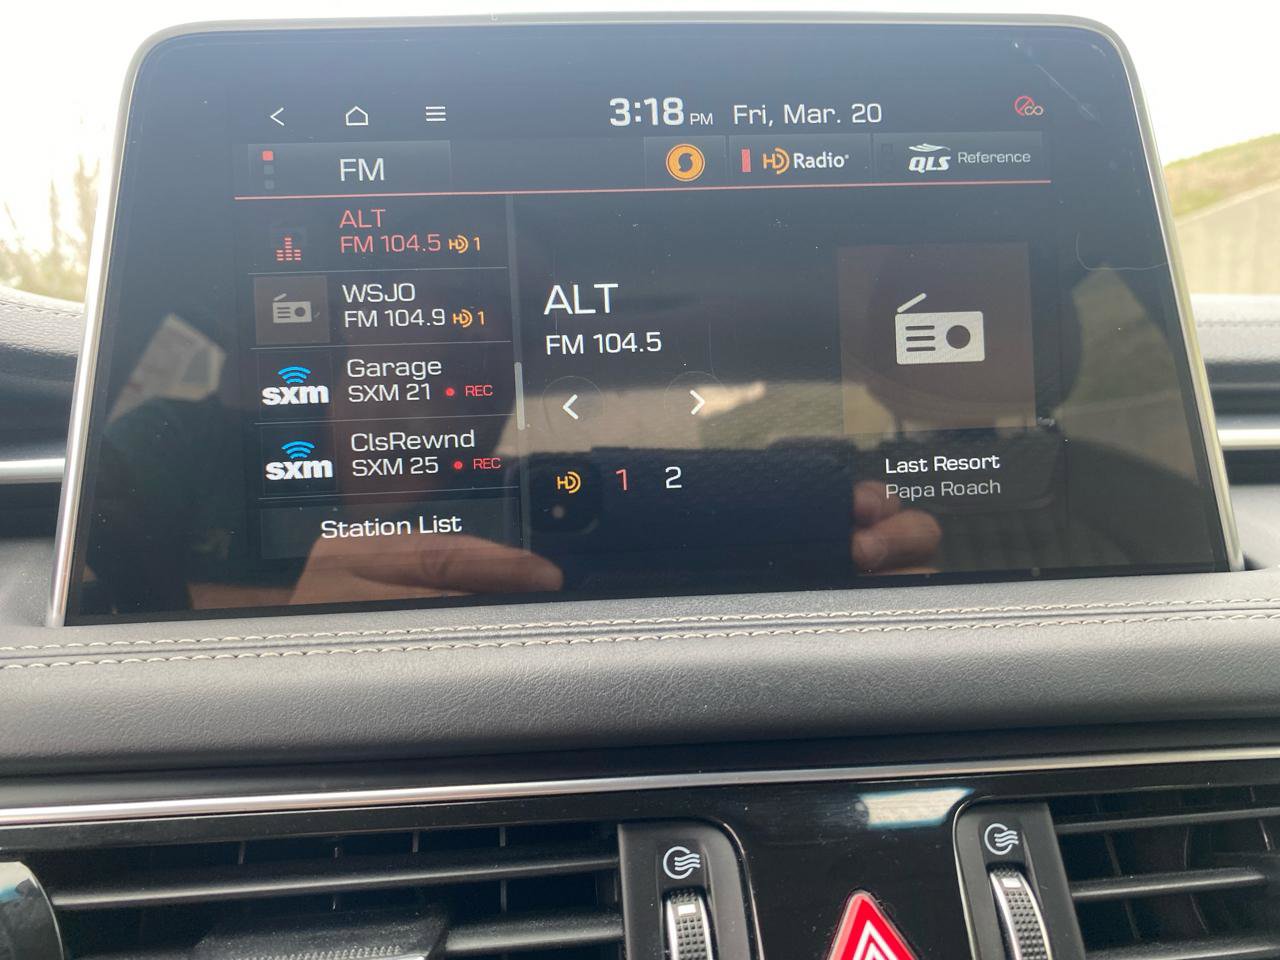 3:18 PM Fri, Mar. 20
FM
HD Radio
QLS Reference
ALT
FM 104.5 HD 1
WSJO
FM 104.9 HD 1
sxm
Garage
SXM 21 REC
sxm
ClsRewnd
SXM 25 REC
Station List
ALT
FM 104.5
HD 1 2
Last Resort
Papa Roach